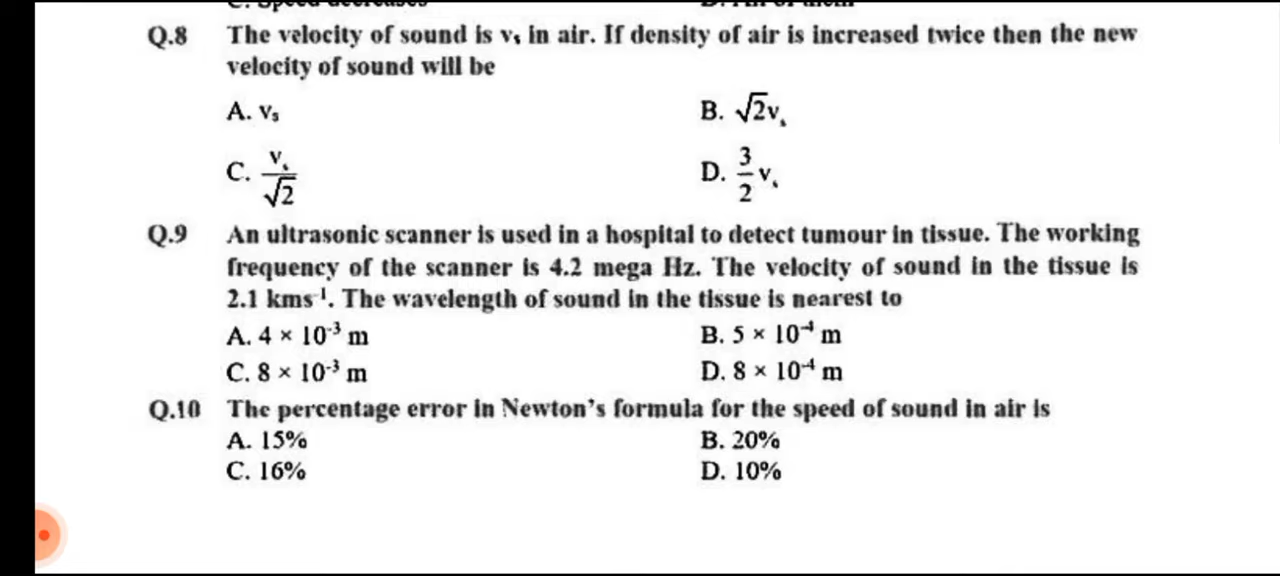 C. Speed decreases D. All of them
Q.8 The velocity of sound is vₛ in air. If density of air is increased twice then the new
velocity of sound will be
A. vₛ B. √2vₛ
C. vₛ/√2 D. 3/2 vₛ
Q.9 An ultrasonic scanner is used in a hospital to detect tumour in tissue. The working
frequency of the scanner is 4.2 mega Hz. The velocity of sound in the tissue is
2.1 kms⁻¹. The wavelength of sound in the tissue is nearest to
A. 4 × 10⁻³ m B. 5 × 10⁻⁴ m
C. 8 × 10⁻³ m D. 8 × 10⁻⁴ m
Q.10 The percentage error in Newton's formula for the speed of sound in air is
A. 15% B. 20%
C. 16% D. 10%